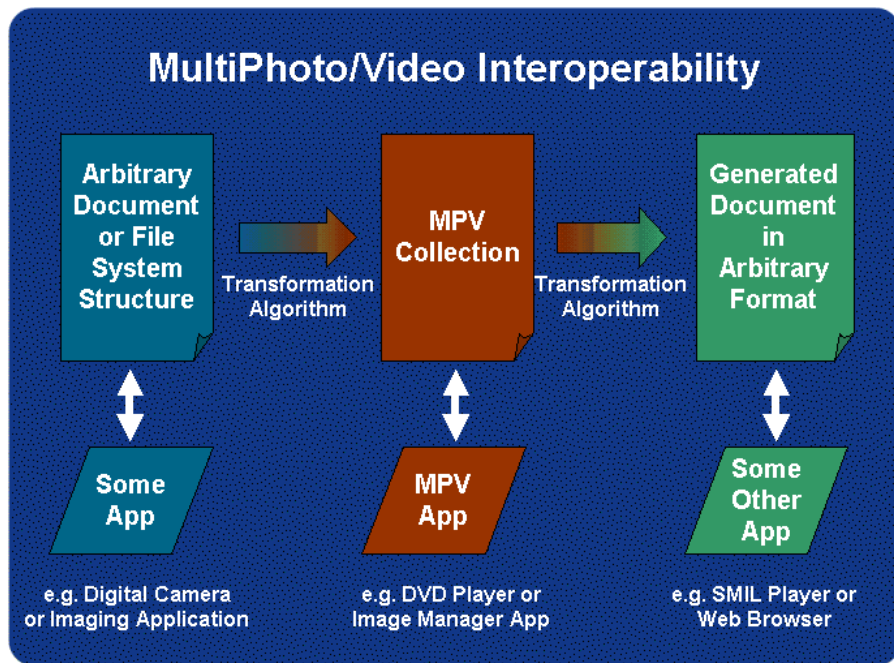 MultiPhoto/Video Interoperability
Arbitrary
Document
or File
System
Structure
Transformation
Algorithm
MPV
Collection
Transformation
Algorithm
Generated
Document
in
Arbitrary
Format
Some
App
MPV
App
Some
Other
App
e.g. Digital Camera
or Imaging Application
e.g. DVD Player or
Image Manager App
e.g. SMIL Player or
Web Browser